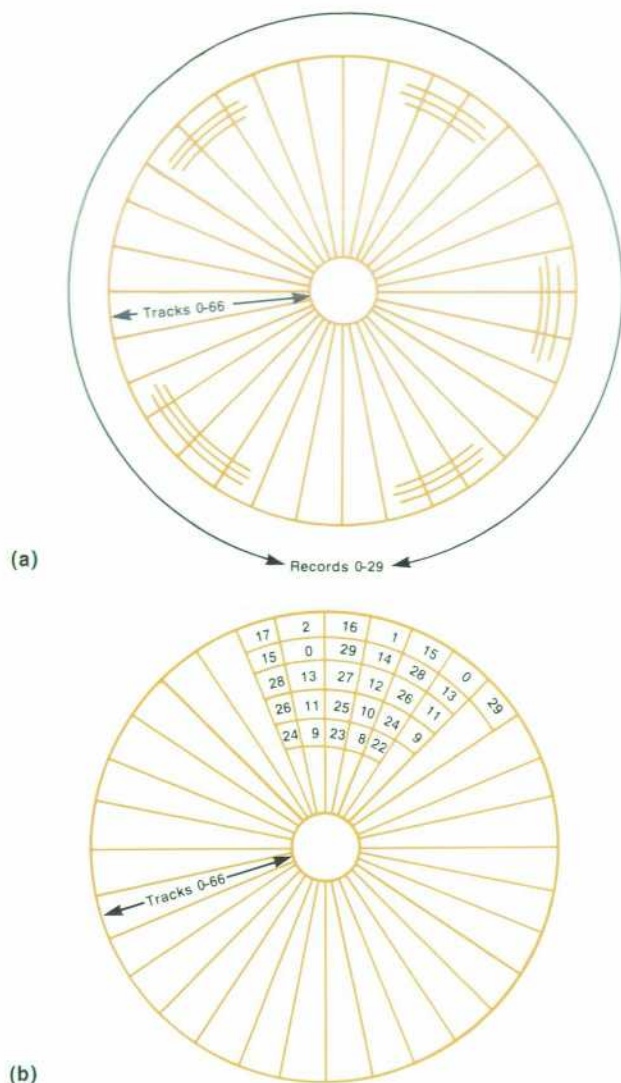 Tracks 0-66
(a)
Records 0-29
17 2 16 1 15 0 29
15 0 29 14 28 13
28 13 27 12 26 11
26 11 25 10 24 9
24 9 23 8 22
Tracks 0-66
(b)